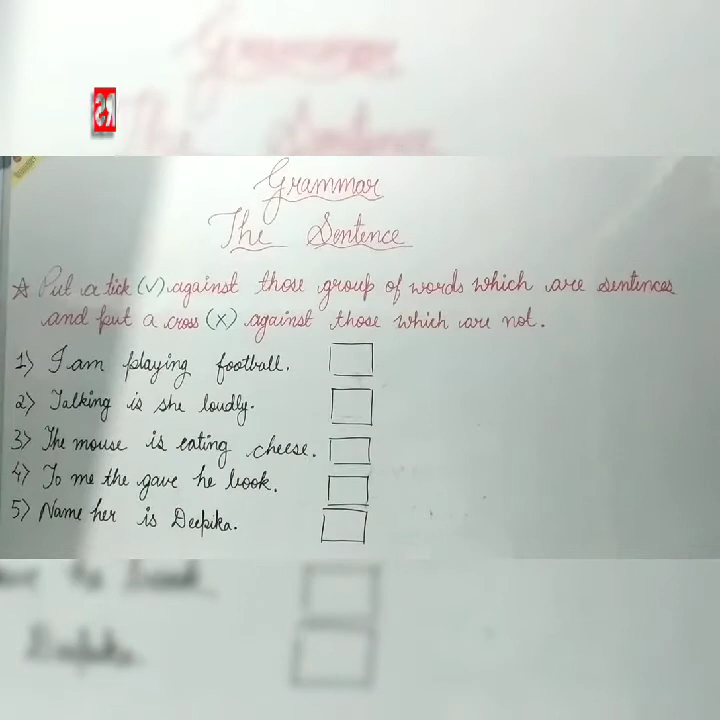 Grammar
The Sentence
☆ Put a tick (✓) against those group of words which are sentences
and put a cross (X) against those which are not.
1) I am playing football.
2) Talking is she loudly.
3) The mouse is eating cheese.
4) To me the gave he book.
5) Name her is Deepika.